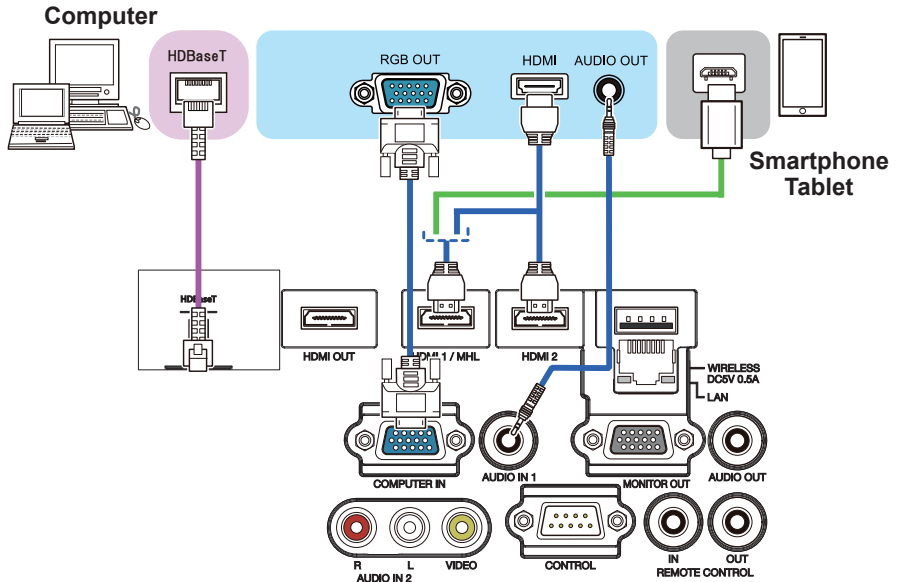 Computer
HDBaseT
RGB OUT
HDMI
AUDIO OUT
Smartphone
Tablet
HDBaseT
HDMI OUT
HDMI 1 / MHL
HDMI 2
WIRELESS
DC5V 0.5A
LAN
COMPUTER IN
AUDIO IN 1
MONITOR OUT
AUDIO OUT
R
L
VIDEO
AUDIO IN 2
CONTROL
IN
OUT
REMOTE CONTROL